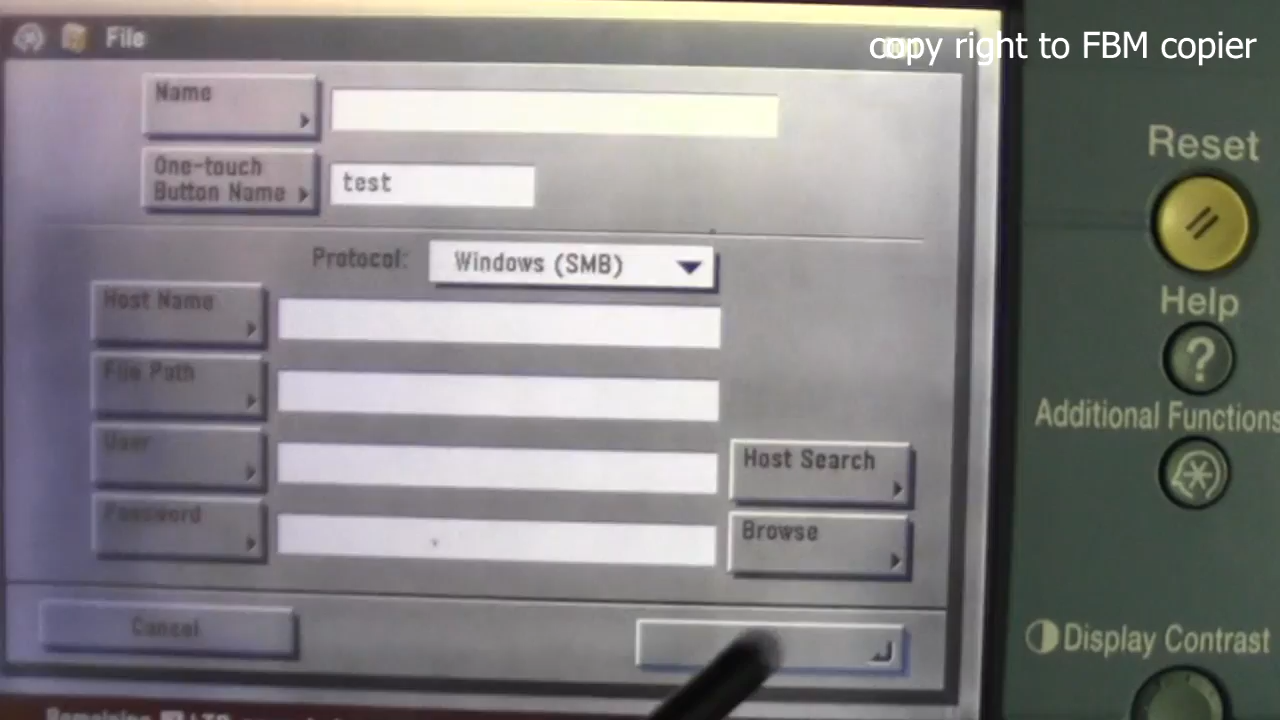 File
copy right to FBM copier
Name
One-touch
Button Name
test
Protocol:
Windows (SMB)
Host Name
File Path
User
Password
Host Search
Browse
Cancel
Reset
Help
?
Additional Functions
Display Contrast